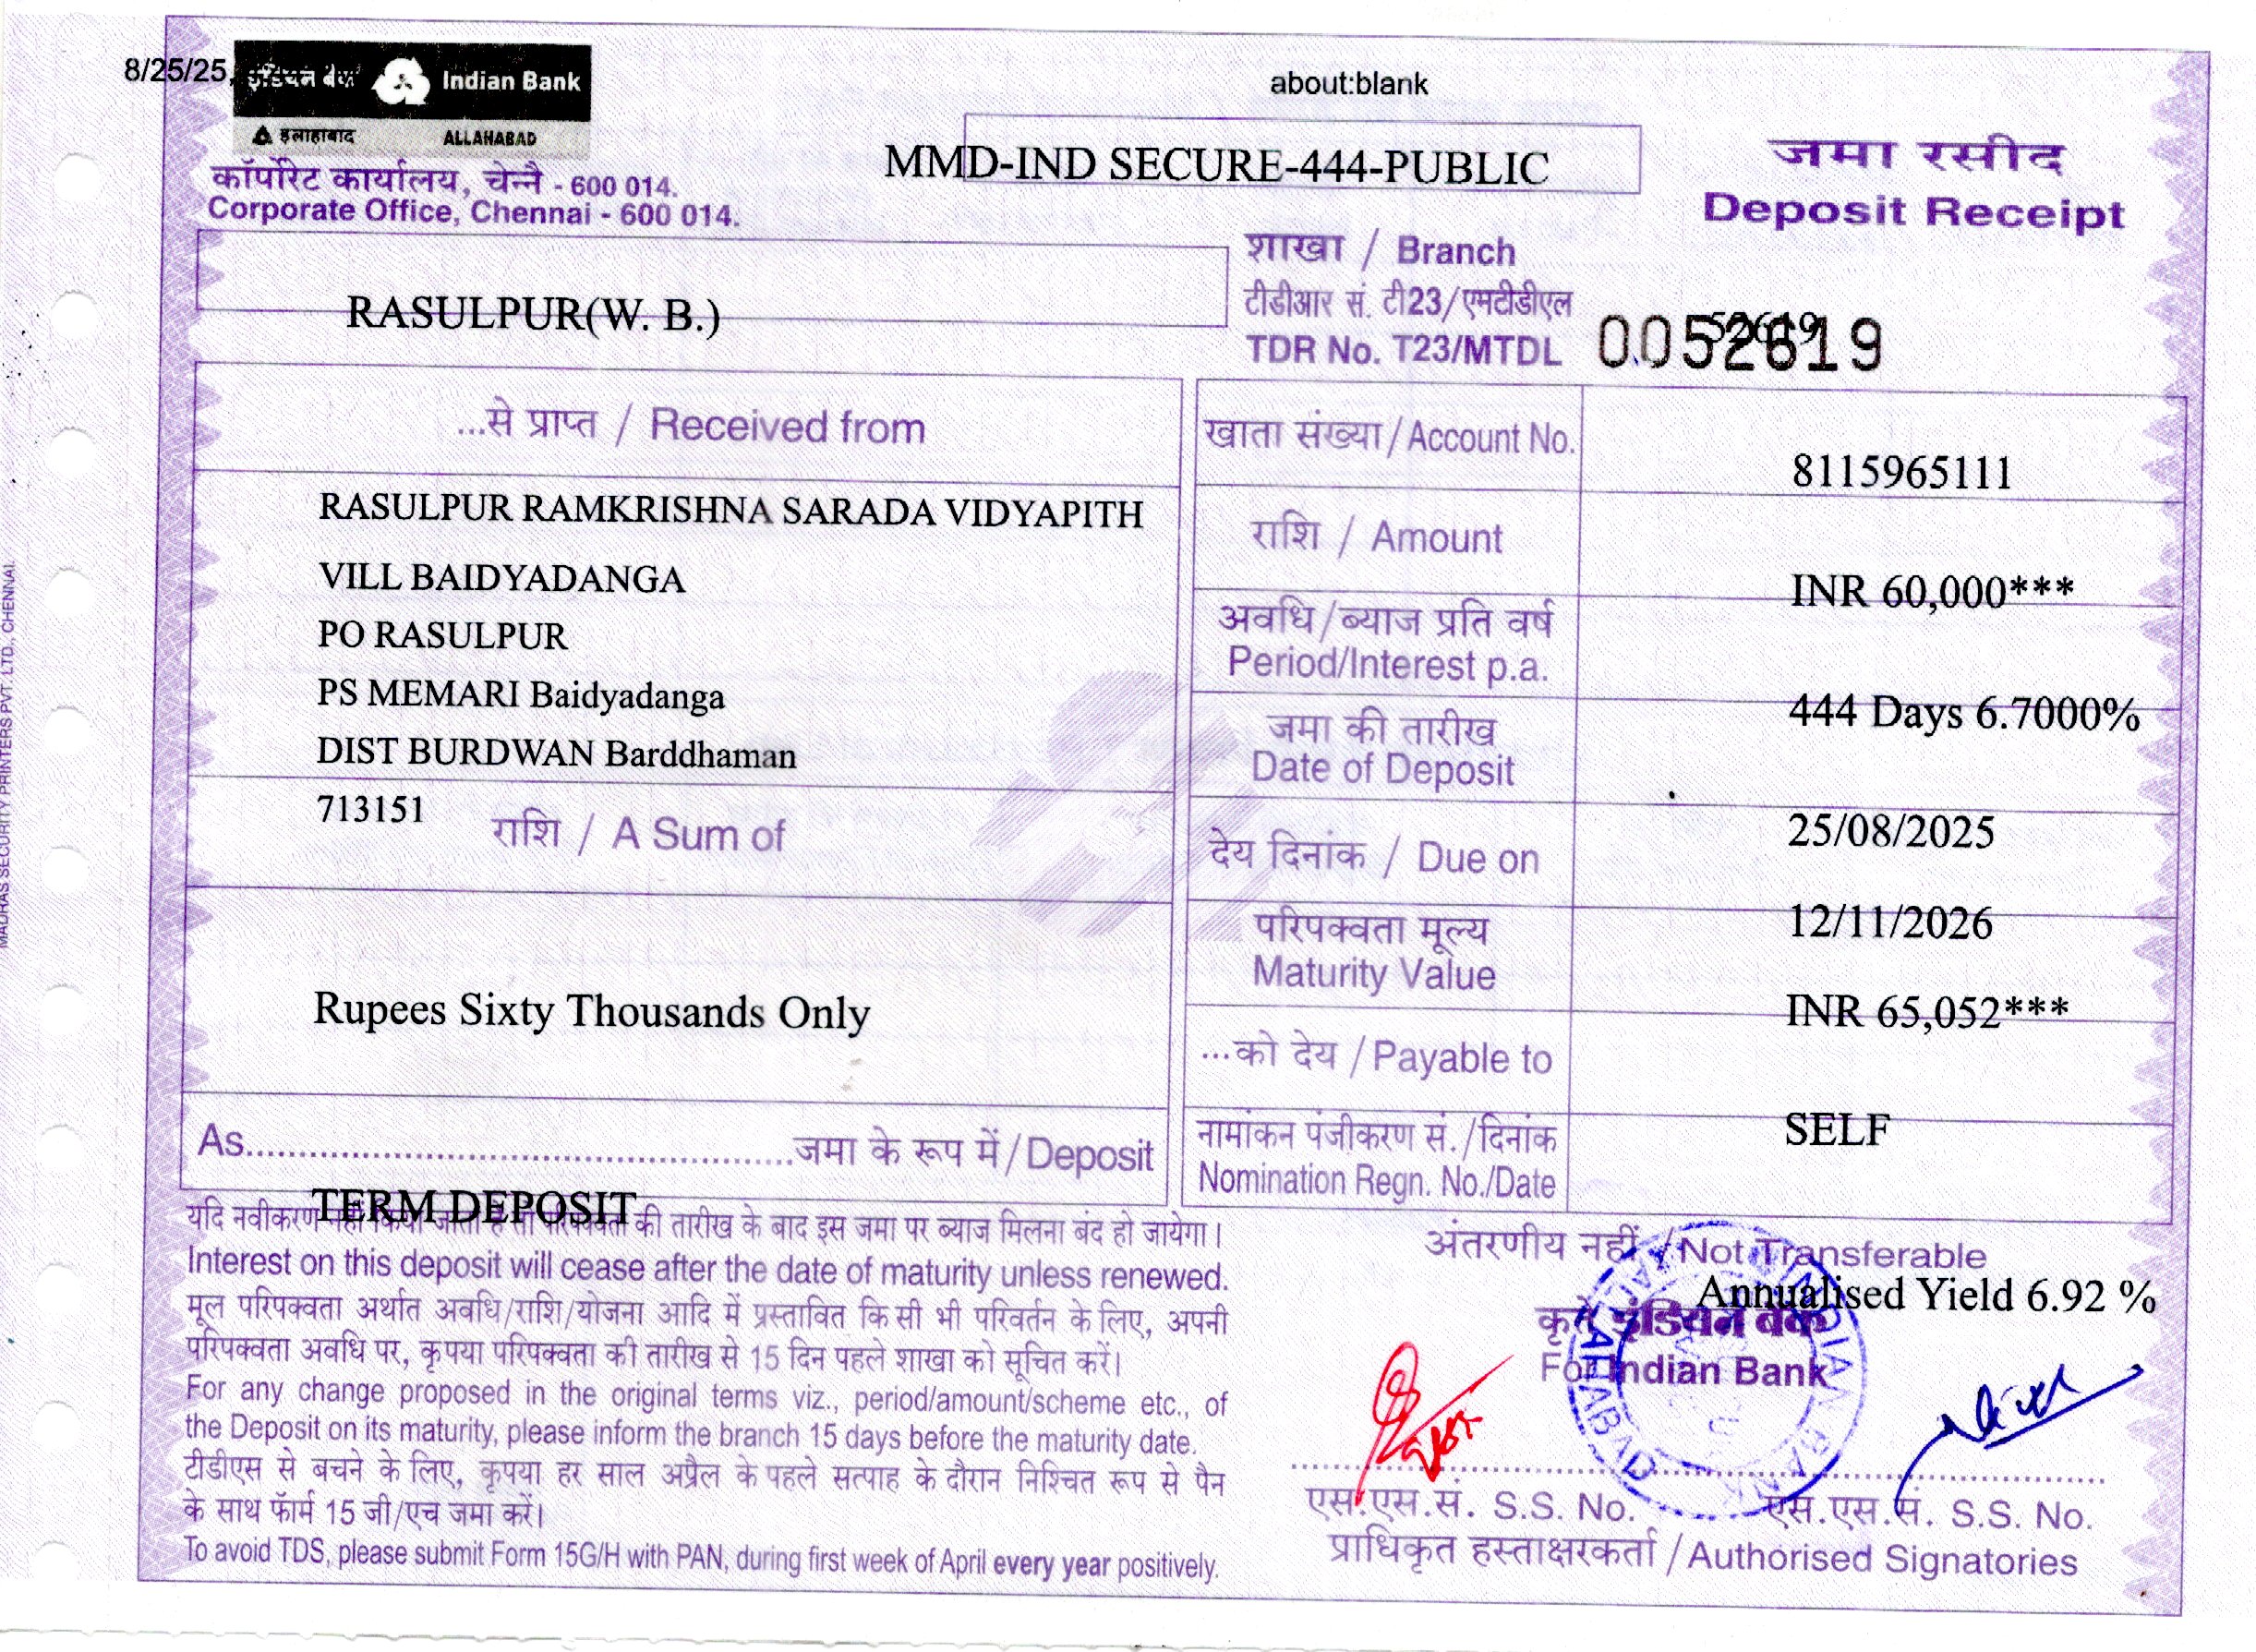 8/25/25,
about:blank
इंडियन बैंक Indian Bank
इलाहाबाद ALLAHABAD
MMD-IND SECURE-444-PUBLIC
जमा रसीद
Deposit Receipt
कॉर्पोरेट कार्यालय, चेन्नै - 600 014.
Corporate Office, Chennai - 600 014.
शाखा / Branch
RASULPUR(W. B.)
टीडीआर सं. टी23/एमटीडीएल
TDR No. T23/MTDL 0052619
52619
...से प्राप्त / Received from
RASULPUR RAMKRISHNA SARADA VIDYAPITH
VILL BAIDYADANGA
PO RASULPUR
PS MEMARI Baidyadanga
DIST BURDWAN Barddhaman
713151
राशि / A Sum of
Rupees Sixty Thousands Only
As..........जमा के रूप में/Deposit
TERM DEPOSIT
खाता संख्या/Account No.
8115965111
राशि / Amount
INR 60,000***
अवधि/ब्याज प्रति वर्ष
Period/Interest p.a.
444 Days 6.7000%
जमा की तारीख
Date of Deposit
25/08/2025
देय दिनांक / Due on
12/11/2026
परिपक्वता मूल्य
Maturity Value
INR 65,052***
...को देय /Payable to
SELF
नामांकन पंजीकरण सं./दिनांक
Nomination Regn. No./Date
यदि नवीकरण नहीं किया जाता है तो परिपक्वता की तारीख के बाद इस जमा पर ब्याज मिलना बंद हो जायेगा।
Interest on this deposit will cease after the date of maturity unless renewed.
मूल परिपक्वता अर्थात अवधि/राशि/योजना आदि में प्रस्तावित किसी भी परिवर्तन के लिए, अपनी
परिपक्वता अवधि पर, कृपया परिपक्वता की तारीख से 15 दिन पहले शाखा को सूचित करें।
For any change proposed in the original terms viz., period/amount/scheme etc., of
the Deposit on its maturity, please inform the branch 15 days before the maturity date.
टीडीएस से बचने के लिए, कृपया हर साल अप्रैल के पहले सत्पाह के दौरान निश्चित रूप से पैन
के साथ फॅार्म 15 जी/एच जमा करें।
To avoid TDS, please submit Form 15G/H with PAN, during first week of April every year positively.
अंतरणीय नहीं / Not Transferable
Annualised Yield 6.92 %
कृते इंडियन बैंक
For Indian Bank
INDIAN BANK
ALLAHABAD
एस.एस.सं. S.S. No. एस.एस.सं. S.S. No.
प्राधिकृत हस्ताक्षरकर्ता /Authorised Signatories
MADRAS SECURITY PRINTERS PVT. LTD., CHENNAI.